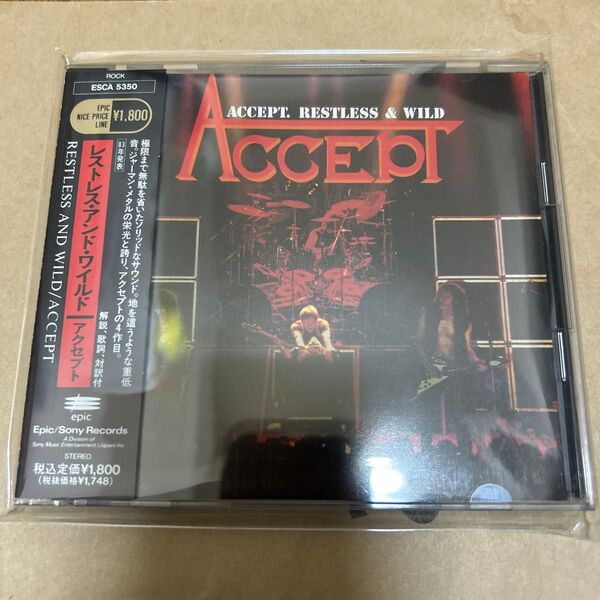 ROCK
ESCA 5350
EPIC
NICE PRICE
LINE
¥1,800
レストレス・アンド・ワイルド/アクセプト
RESTLESS AND WILD/ACCEPT
極限まで無駄を省いたソリッドなサウンド。地を這うような重低
音。ジャーマン・メタルの栄光と誇り、アクセプトの4作目。
83年発表
解説、歌詞、対訳付
epic
Epic/Sony Records
A Division of
Sony Music Entertainment (Japan) Inc.
STEREO
税込定価¥1,800
(税抜価格¥1,748)
ACCEPT. RESTLESS & WILD
ACCEPT